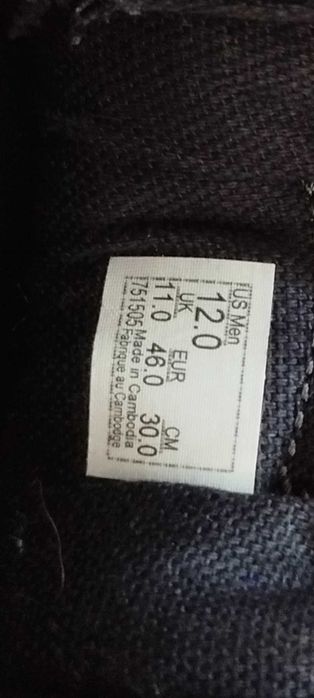 US Men
12.0
UK EUR CM
11.0 46.0 30.0
751505 Made in Cambodia
Fabriqué au Cambodge